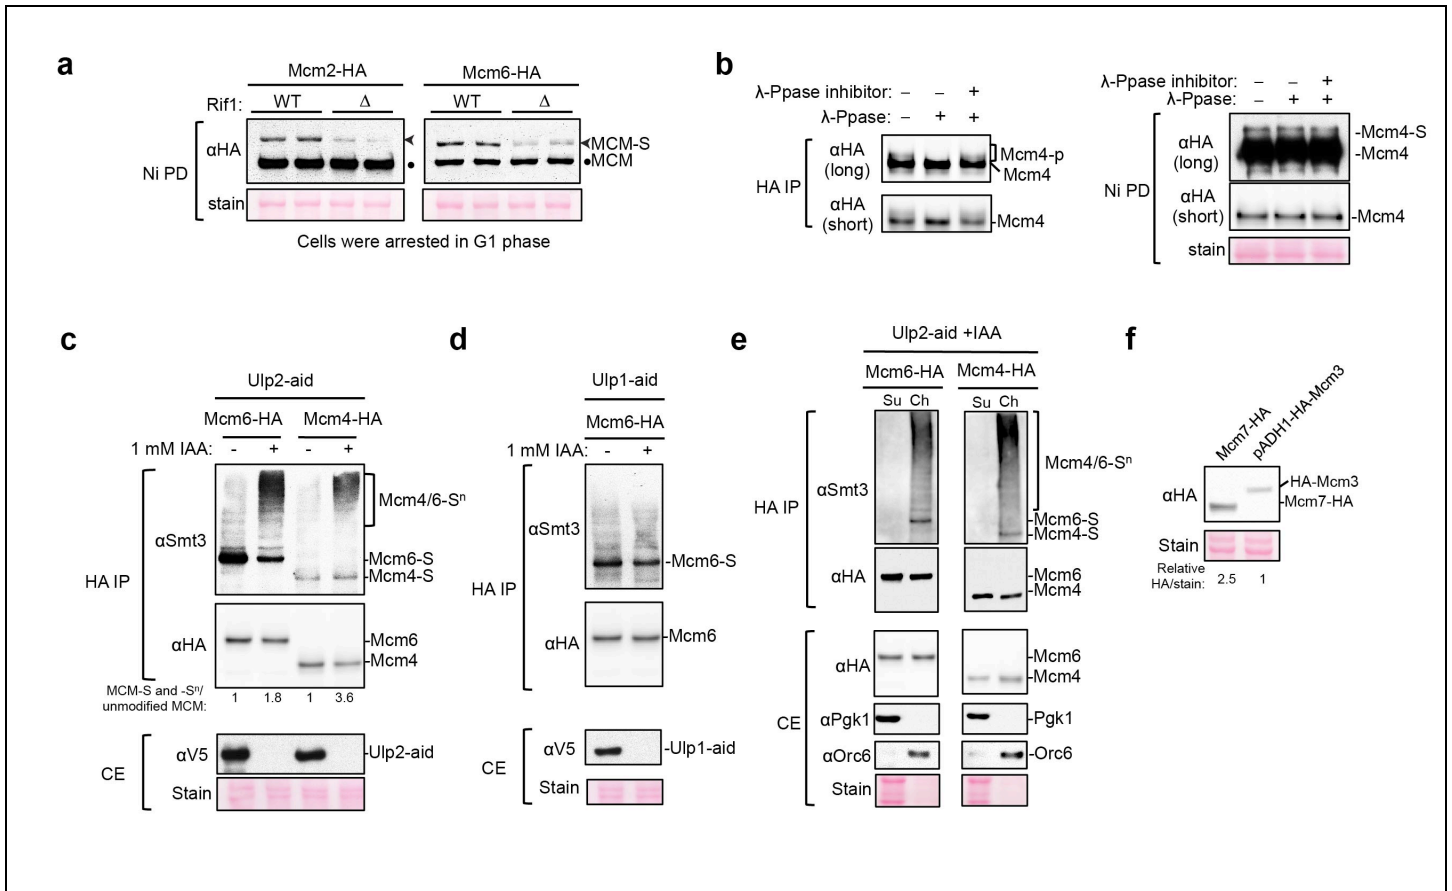 a
Mcm2-HA
Mcm6-HA
Rif1:
WT
Δ
WT
Δ
Ni PD
αHA
MCM-S
MCM
stain
Cells were arrested in G1 phase
b
λ-Ppase inhibitor: – – +
λ-Ppase: – + +
HA IP
αHA
(long)
Mcm4-p
Mcm4
αHA
(short)
-Mcm4
λ-Ppase inhibitor: – – +
λ-Ppase: – + +
Ni PD
αHA
(long)
-Mcm4-S
-Mcm4
αHA
(short)
-Mcm4
stain
c
Ulp2-aid
Mcm6-HA Mcm4-HA
1 mM IAA: - + - +
HA IP
αSmt3
Mcm4/6-Sⁿ
-Mcm6-S
-Mcm4-S
αHA
-Mcm6
-Mcm4
MCM-S and -Sⁿ/
unmodified MCM:
1 1.8 1 3.6
CE
αV5
-Ulp2-aid
Stain
d
Ulp1-aid
Mcm6-HA
1 mM IAA: - +
HA IP
αSmt3
-Mcm6-S
αHA
-Mcm6
CE
αV5
-Ulp1-aid
Stain
e
Ulp2-aid +IAA
Mcm6-HA Mcm4-HA
Su Ch Su Ch
HA IP
αSmt3
Mcm4/6-Sⁿ
-Mcm6-S
-Mcm4-S
αHA
-Mcm6
-Mcm4
CE
αHA
-Mcm6
-Mcm4
αPgk1
-Pgk1
αOrc6
-Orc6
Stain
f
Mcm7-HA
pADH1-HA-Mcm3
αHA
HA-Mcm3
-Mcm7-HA
Stain
Relative
HA/stain:
2.5 1